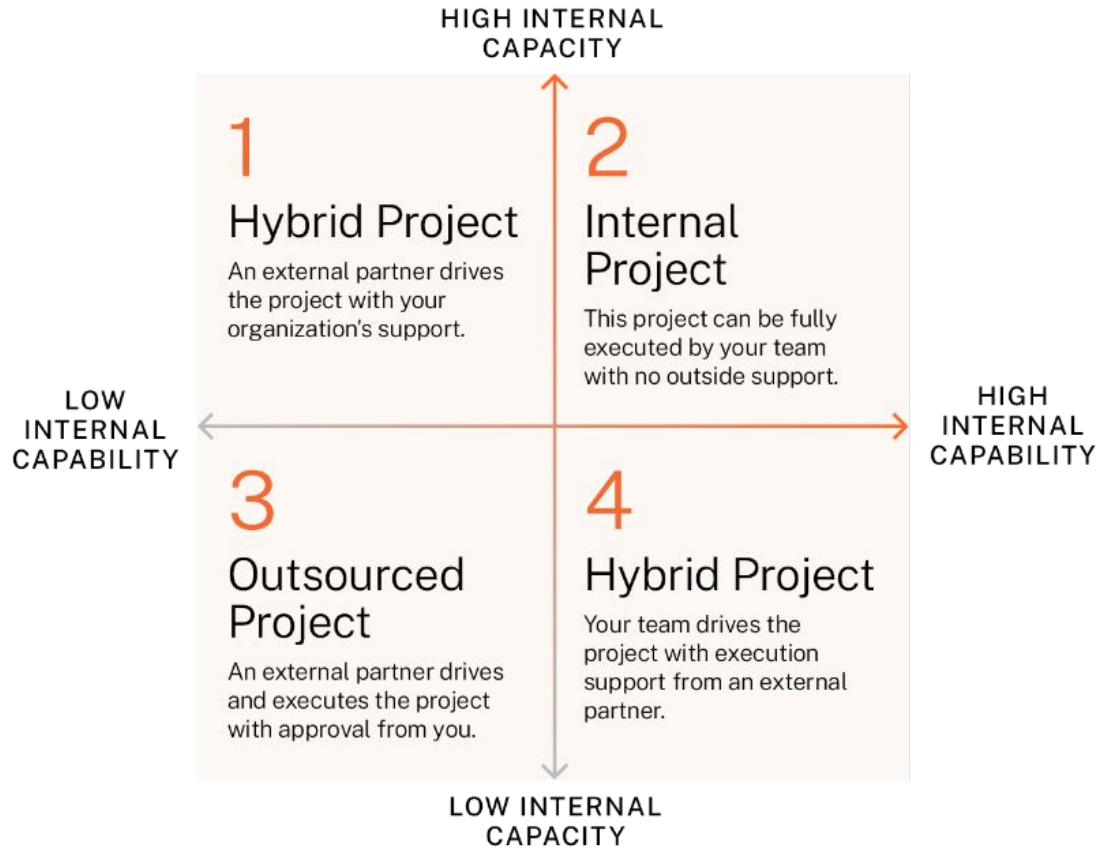 HIGH INTERNAL
CAPACITY
1
Hybrid Project
An external partner drives
the project with your
organization's support.
2
Internal
Project
This project can be fully
executed by your team
with no outside support.
LOW
INTERNAL
CAPABILITY
HIGH
INTERNAL
CAPABILITY
3
Outsourced
Project
An external partner drives
and executes the project
with approval from you.
4
Hybrid Project
Your team drives the
project with execution
support from an external
partner.
LOW INTERNAL
CAPACITY